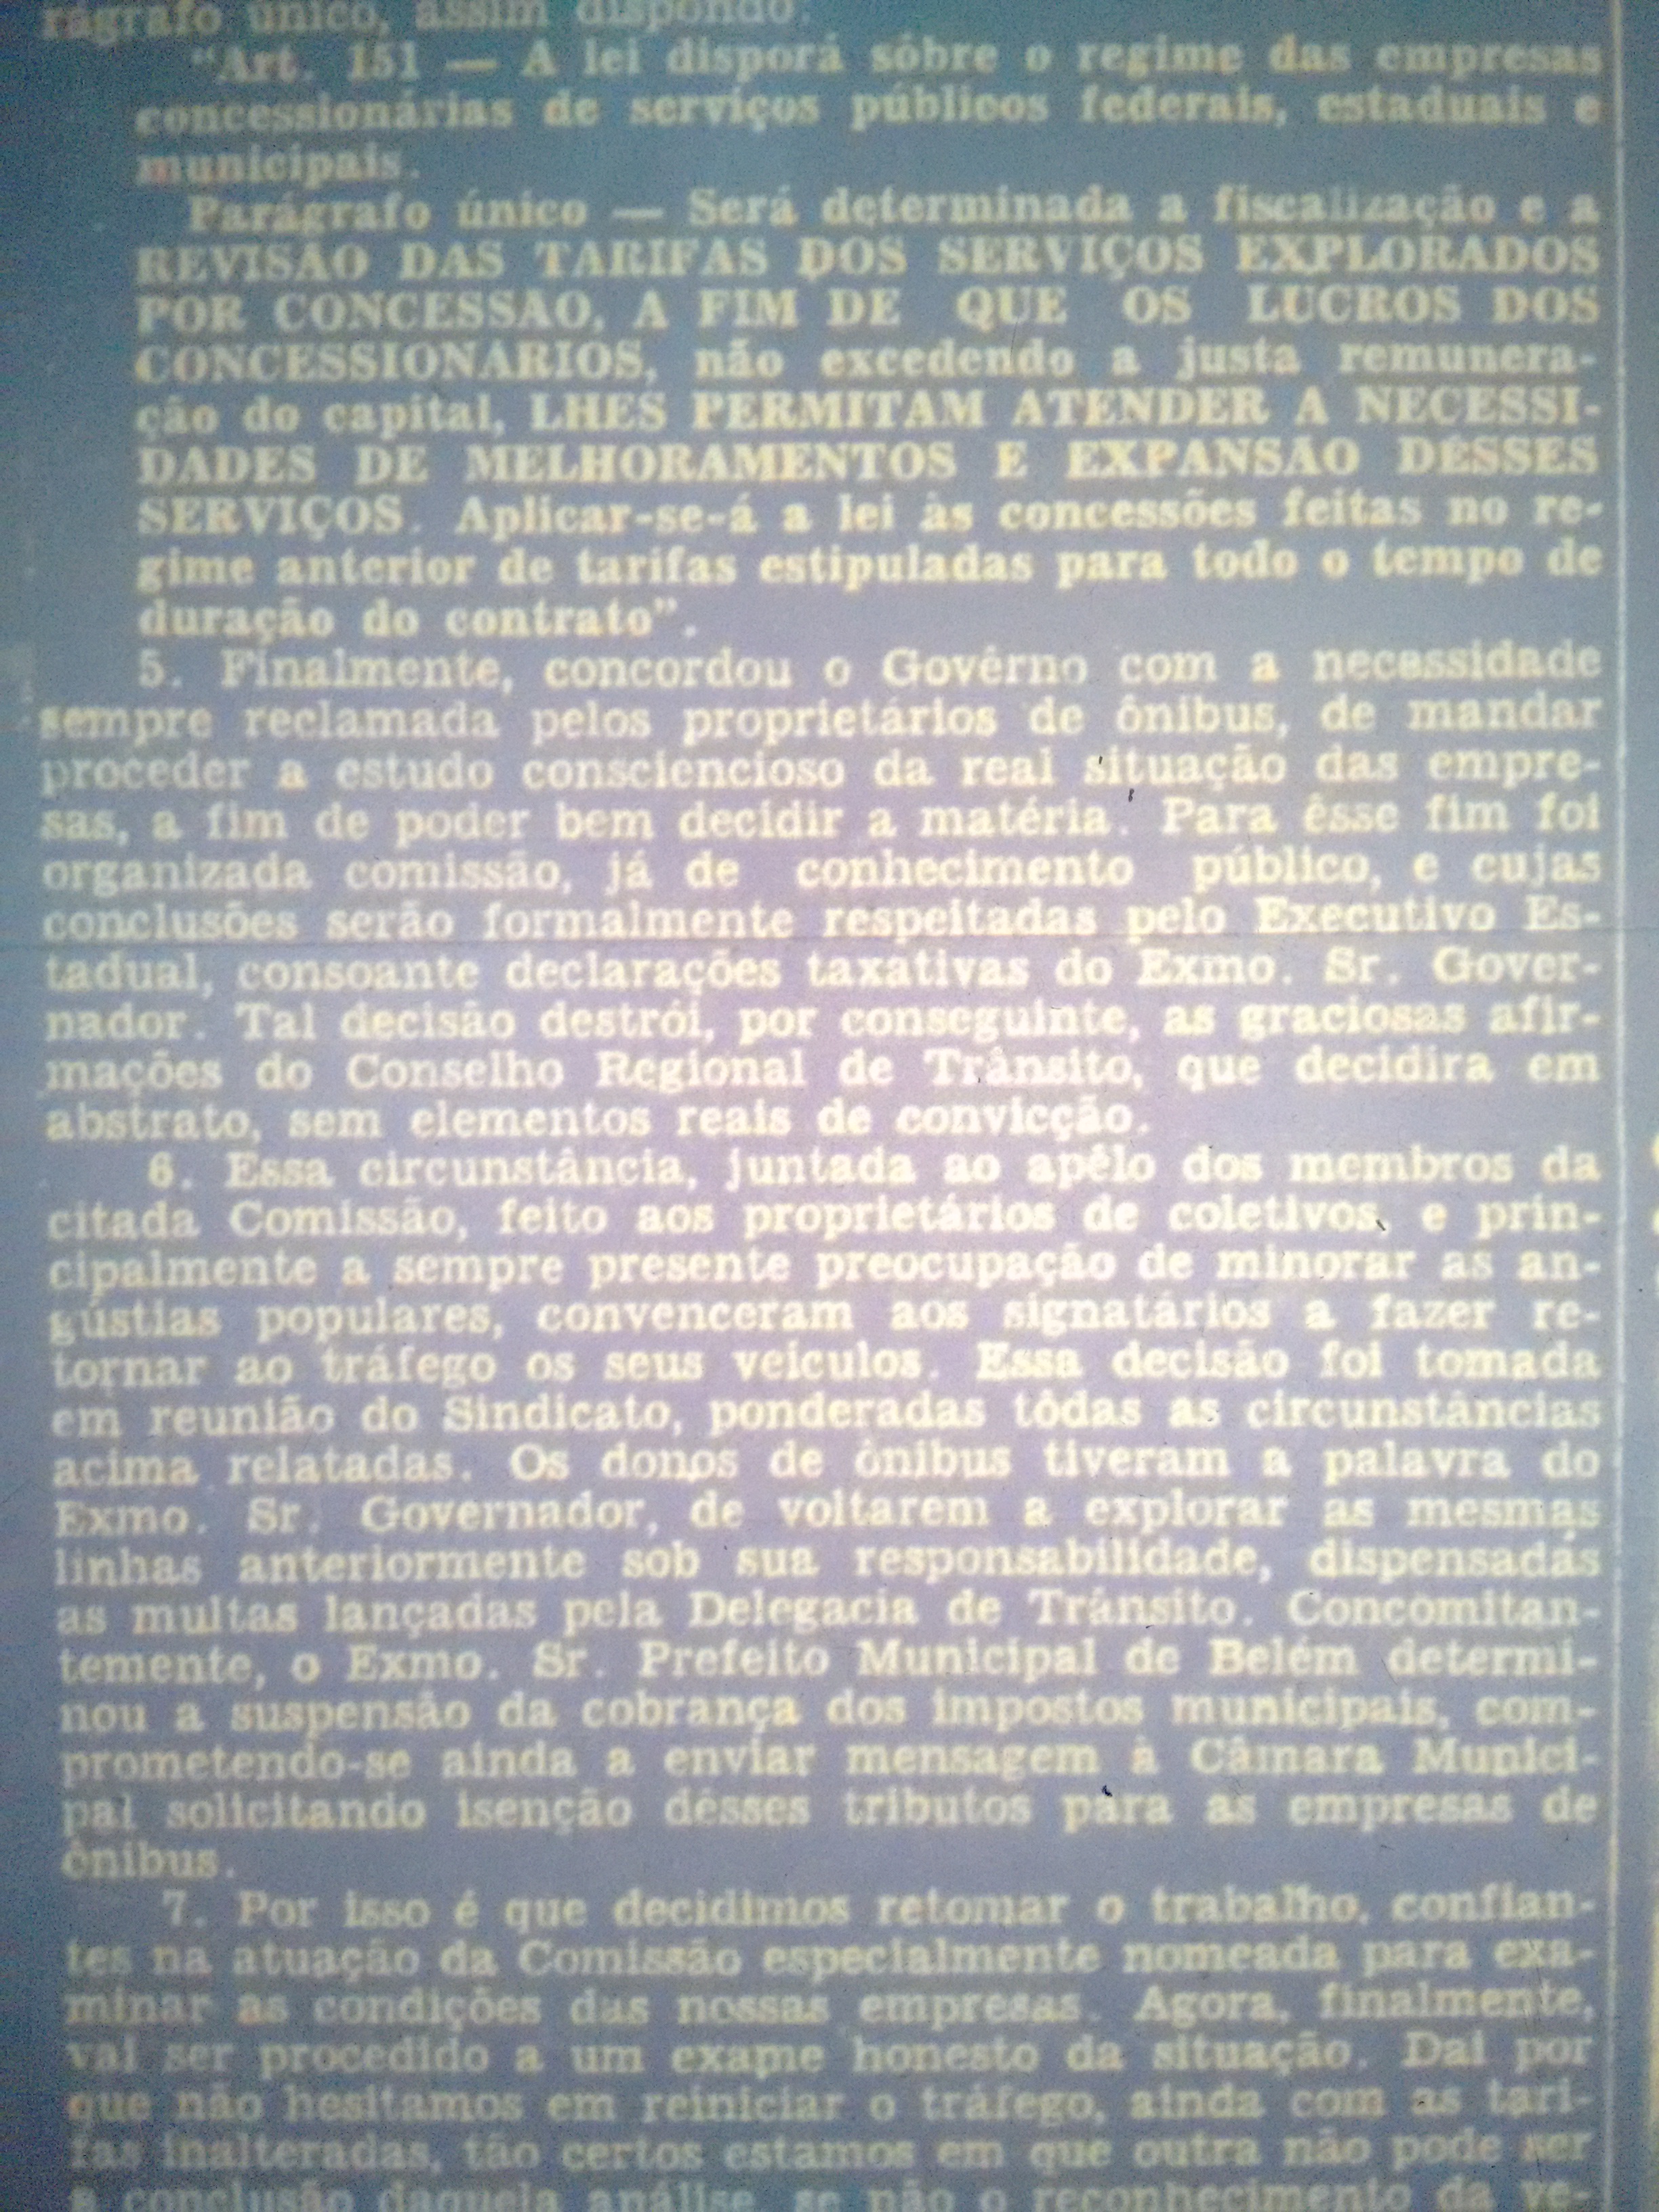 rágrafo único, assim dispondo:
"Art. 151 — A lei disporá sôbre o regime das emprêsas
concessionárias de serviços públicos federais, estaduais e
municipais.
Parágrafo único — Será determinada a fiscalização e a
REVISÃO DAS TARIFAS DOS SERVIÇOS EXPLORADOS
POR CONCESSÃO, A FIM DE QUE OS LUCROS DOS
CONCESSIONARIOS, não excedendo a justa remunera-
ção do capital, LHES PERMITAM ATENDER A NECESSI-
DADES DE MELHORAMENTOS E EXPANSÃO DÊSSES
SERVIÇOS. Aplicar-se-á a lei às concessões feitas no re-
gime anterior de tarifas estipuladas para todo o tempo de
duração do contrato".
5. Finalmente, concordou o Govêrno com a necessidade
sempre reclamada pelos proprietários de ônibus, de mandar
proceder a estudo consciencioso da real situação das empre-
sas, a fim de poder bem decidir a matéria. Para êsse fim foi
organizada comissão, já de conhecimento público, e cujas
conclusões serão formalmente respeitadas pelo Executivo Es-
tadual, consoante declarações taxativas do Exmo. Sr. Gover-
nador. Tal decisão destrói, por conseguinte, as graciosas afir-
mações do Conselho Regional de Trânsito, que decidira em
abstrato, sem elementos reais de convicção.
6. Essa circunstância, juntada ao apêlo dos membros da
citada Comissão, feito aos proprietários de coletivos, e prin-
cipalmente a sempre presente preocupação de minorar as an-
gústias populares, convenceram aos signatários a fazer re-
tornar ao tráfego os seus veículos. Essa decisão foi tomada
em reunião do Sindicato, ponderadas tôdas as circunstâncias
acima relatadas. Os donos de ônibus tiveram a palavra do
Exmo. Sr. Governador, de voltarem a explorar as mesmas
linhas anteriormente sob sua responsabilidade, dispensadas
as multas lançadas pela Delegacia de Trânsito. Concomitan-
temente, o Exmo. Sr. Prefeito Municipal de Belém determi-
nou a suspensão da cobrança dos impostos municipais, com-
prometendo-se ainda a enviar mensagem à Câmara Munici-
pal solicitando isenção dêsses tributos para as empresas de
ônibus.
7. Por isso é que decidimos retomar o trabalho, confian-
tes na atuação da Comissão especialmente nomeada para exa-
minar as condições das nossas empresas. Agora, finalmente,
vai ser procedido a um exame honesto da situação. Daí por
que não hesitamos em reiniciar o tráfego, ainda com as tari-
fas inalteradas, tão certos estamos em que outra não pode ser
a conclusão daquela análise, se não o reconhecimento da ve-